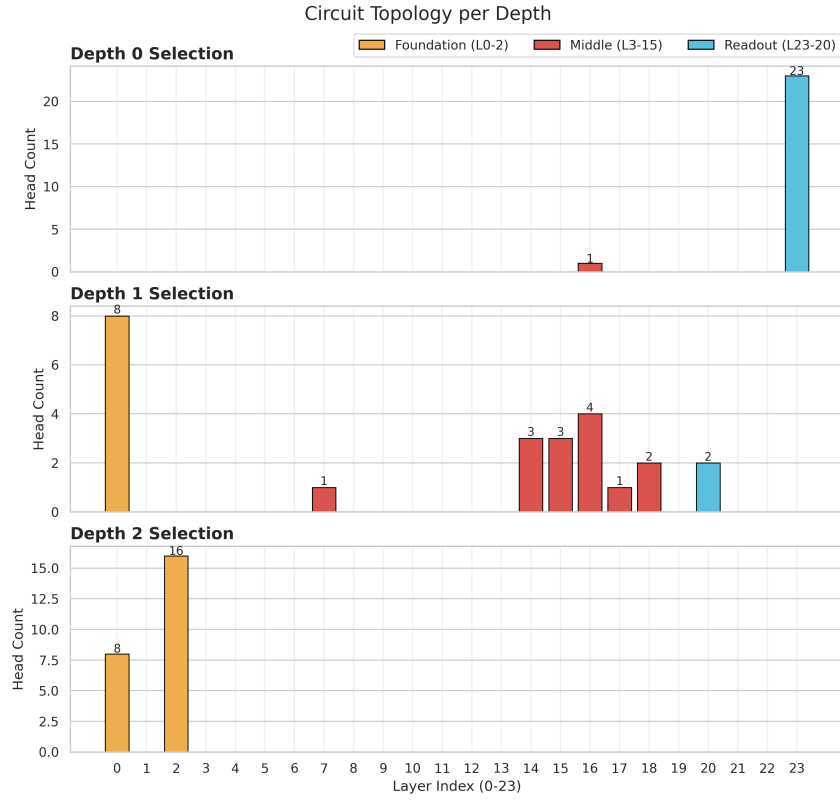 Circuit Topology per Depth
Foundation (L0-2) Middle (L3-15) Readout (L23-20)
Depth 0 Selection
Head Count
20
15
10
5
0
1
23
Depth 1 Selection
Head Count
8
6
4
2
0
8
1
3
3
4
1
2
2
Depth 2 Selection
Head Count
15.0
12.5
10.0
7.5
5.0
2.5
0.0
8
16
0 1 2 3 4 5 6 7 8 9 10 11 12 13 14 15 16 17 18 19 20 21 22 23
Layer Index (0-23)